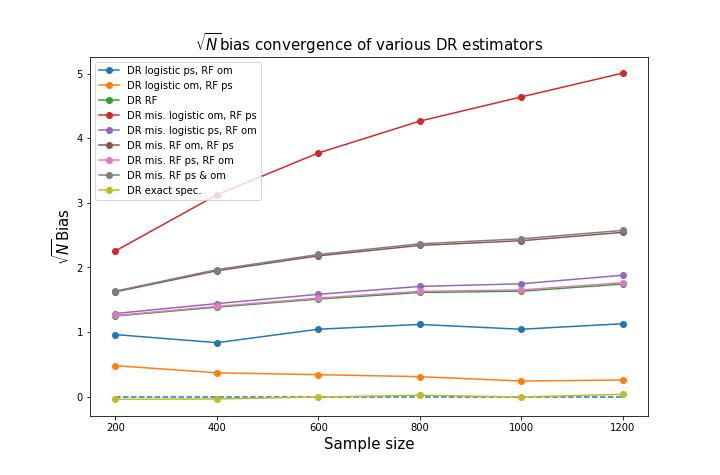 √N bias convergence of various DR estimators
DR logistic ps, RF om
DR logistic om, RF ps
DR RF
DR mis. logistic om, RF ps
DR mis. logistic ps, RF om
DR mis. RF om, RF ps
DR mis. RF ps, RF om
DR mis. RF ps & om
DR exact spec.
√N Bias
5
4
3
2
1
0
200 400 600 800 1000 1200
Sample size